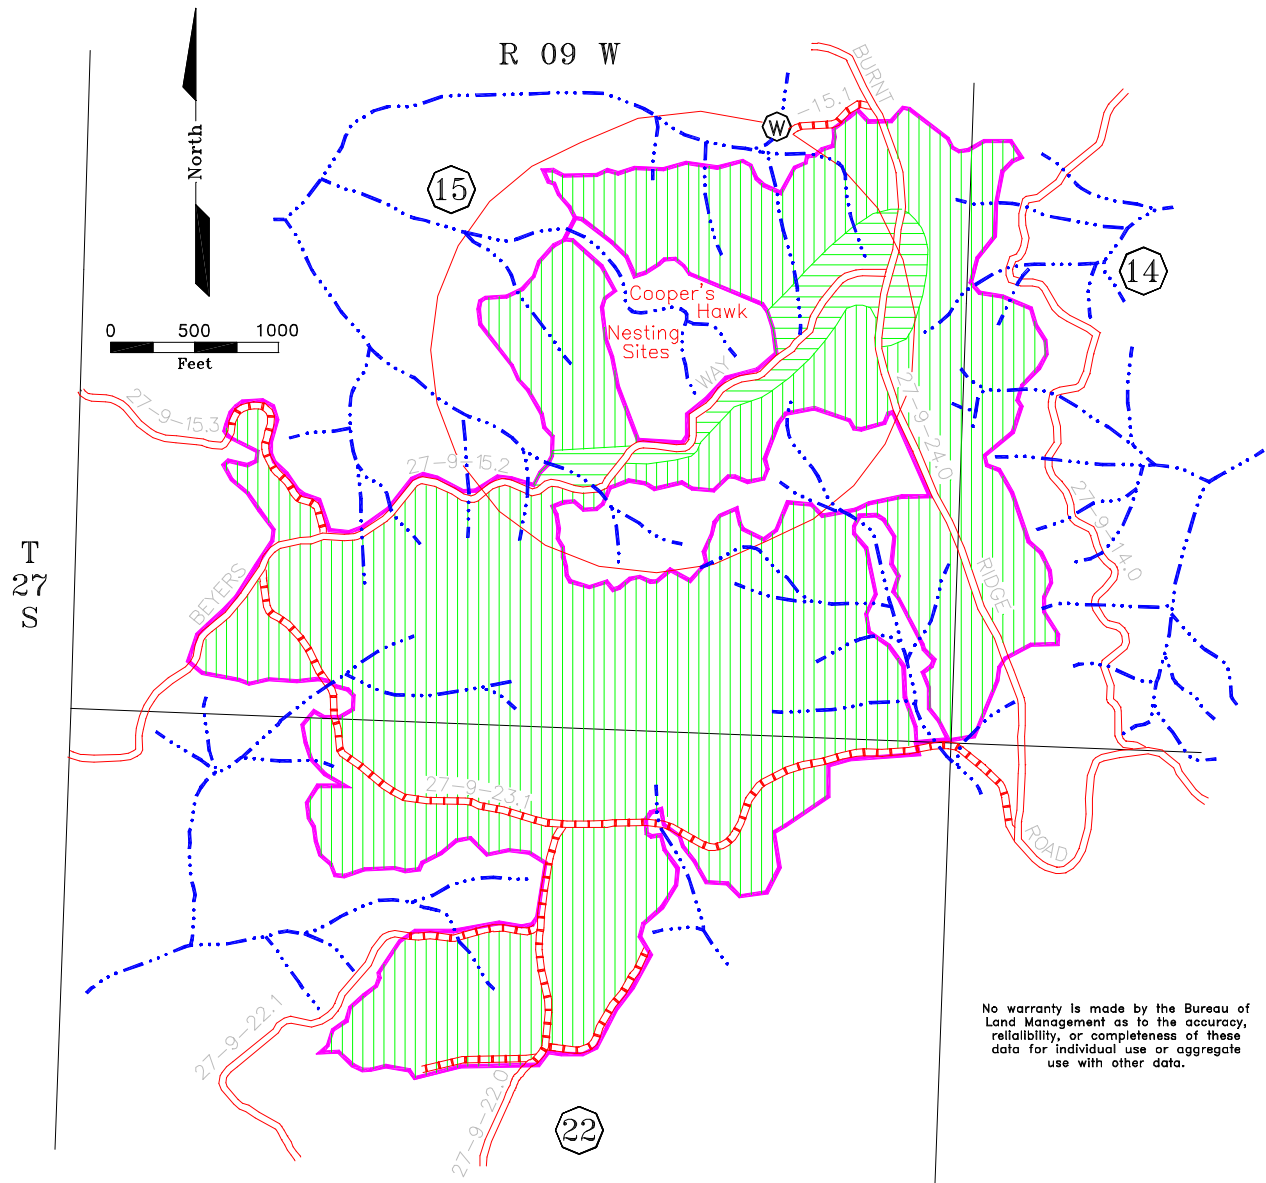 R 09 W
BURNT
-15.1
W
North
15
14
Cooper's
Hawk
Nesting
Sites
0 500 1000
Feet
WAY
27-9-15.3
27-9-24.0
27-9-15.2
27-9-14.0
T
27
S
BEYERS
RIDGE
27-9-23.1
ROAD
27-9-22.1
27-9-22.0
22
No warranty is made by the Bureau of
Land Management as to the accuracy,
relialibility, or completeness of these
data for individual use or aggregate
use with other data.